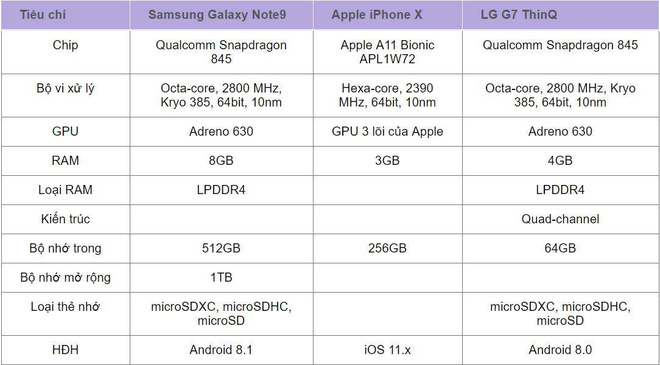 Tiêu chí Samsung Galaxy Note9 Apple iPhone X LG G7 ThinQ
Chip Qualcomm Snapdragon 845 Apple A11 Bionic APL1W72 Qualcomm Snapdragon 845
Bộ vi xử lý Octa-core, 2800 MHz, Kryo 385, 64bit, 10nm Hexa-core, 2390 MHz, 64bit, 10nm Octa-core, 2800 MHz, Kryo 385, 64bit, 10nm
GPU Adreno 630 GPU 3 lõi của Apple Adreno 630
RAM 8GB 3GB 4GB
Loại RAM LPDDR4 LPDDR4
Kiến trúc Quad-channel
Bộ nhớ trong 512GB 256GB 64GB
Bộ nhớ mở rộng 1TB
Loại thẻ nhớ microSDXC, microSDHC, microSD microSDXC, microSDHC, microSD
HĐH Android 8.1 iOS 11.x Android 8.0